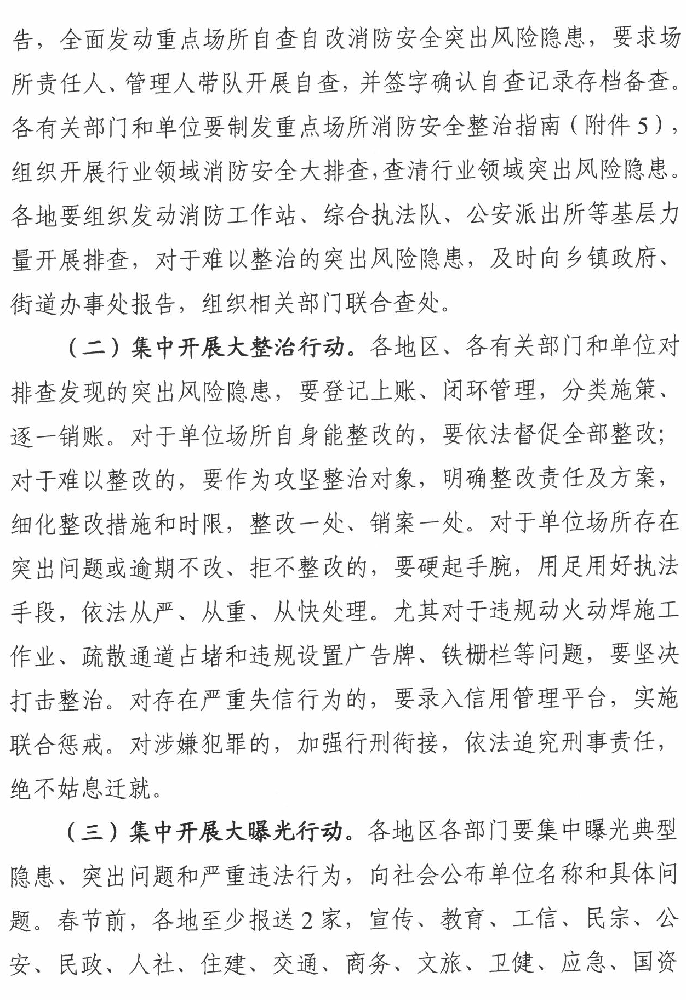 告，全面发动重点场所自查自改消防安全突出风险隐患，要求场
所责任人、管理人带队开展自查，并签字确认自查记录存档备查。
各有关部门和单位要制发重点场所消防安全整治指南（附件 5），
组织开展行业领域消防安全大排查，查清行业领域突出风险隐患。
各地要组织发动消防工作站、综合执法队、公安派出所等基层力
量开展排查，对于难以整治的突出风险隐患，及时向乡镇政府、
街道办事处报告，组织相关部门联合查处。
（二）集中开展大整治行动。各地区、各有关部门和单位对
排查发现的突出风险隐患，要登记上账、闭环管理，分类施策、
逐一销账。对于单位场所自身能整改的，要依法督促全部整改；
对于难以整改的，要作为攻坚整治对象，明确整改责任及方案，
细化整改措施和时限，整改一处、销案一处。对于单位场所存在
突出问题或逾期不改、拒不整改的，要硬起手腕，用足用好执法
手段，依法从严、从重、从快处理。尤其对于违规动火动焊施工
作业、疏散通道占堵和违规设置广告牌、铁栅栏等问题，要坚决
打击整治。对存在严重失信行为的，要录入信用管理平台，实施
联合惩戒。对涉嫌犯罪的，加强行刑衔接，依法追究刑事责任，
绝不姑息迁就。
（三）集中开展大曝光行动。各地区各部门要集中曝光典型
隐患、突出问题和严重违法行为，向社会公布单位名称和具体问
题。春节前，各地至少报送 2 家，宣传、教育、工信、民宗、公
安、民政、人社、住建、交通、商务、文旅、卫健、应急、国资